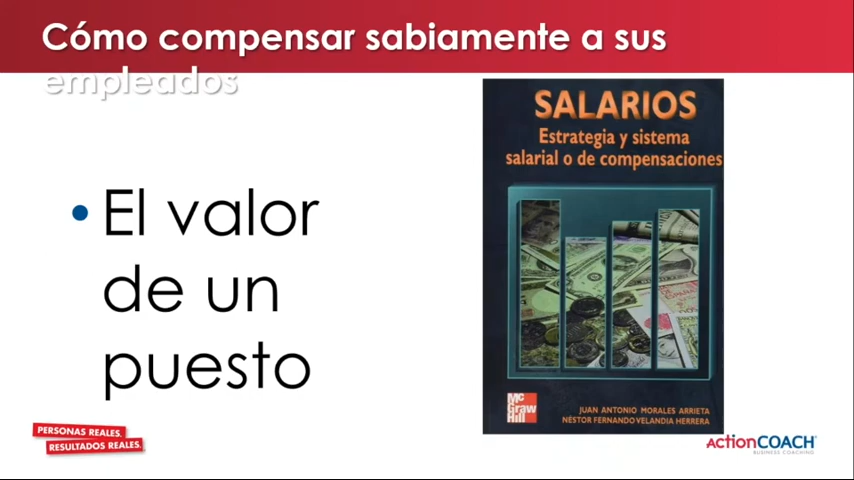 Cómo compensar sabiamente a sus
empleados
• El valor
de un
puesto
SALARIOS
Estrategia y sistema
salarial o de compensaciones
Mc
Graw
Hill
JUAN ANTONIO MORALES ARRIETA
NÉSTOR FERNANDO VELANDIA HERRERA
PERSONAS REALES.
RESULTADOS REALES.
ActionCOACH
BUSINESS COACHING